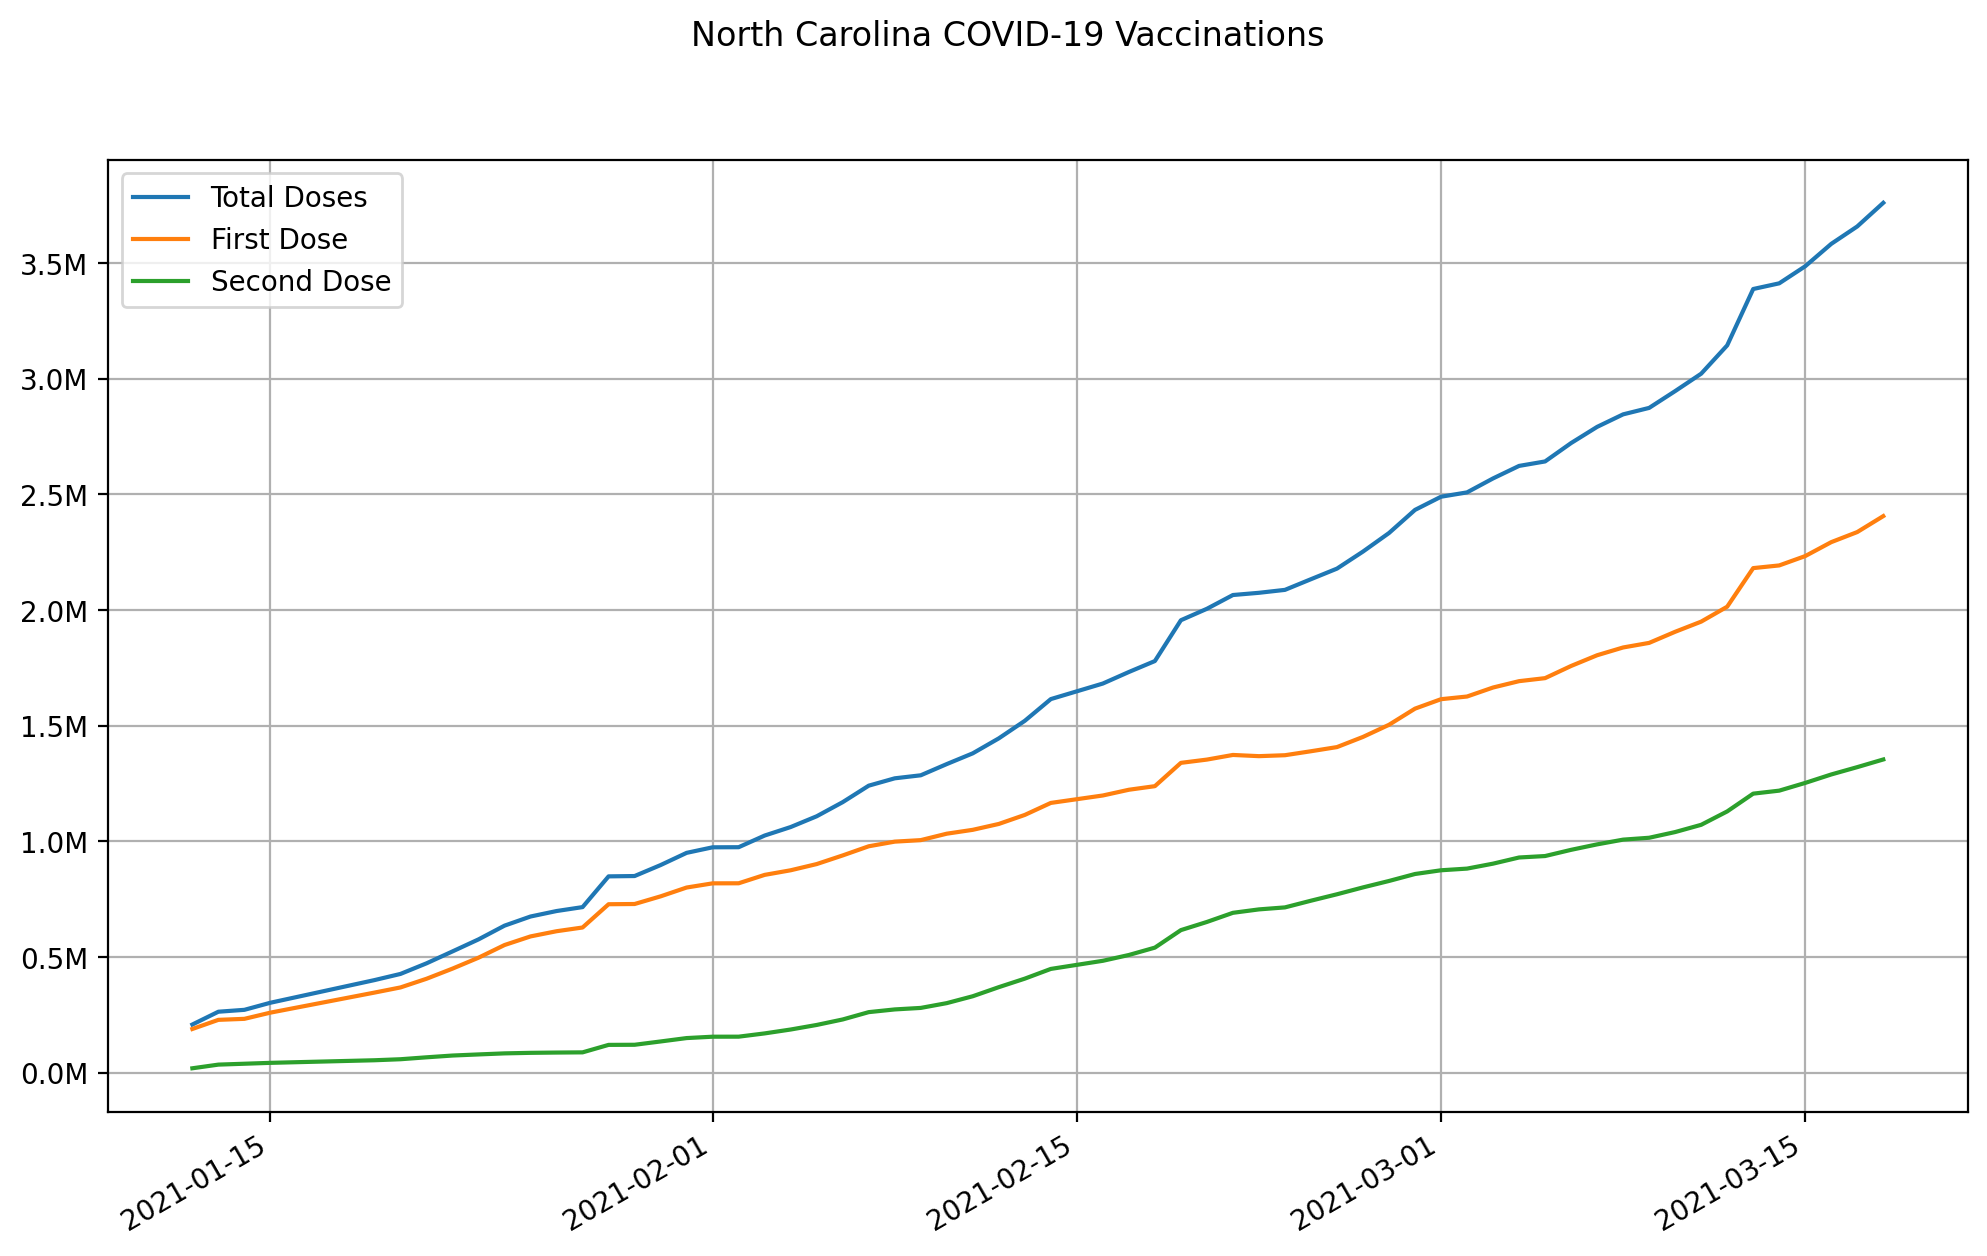 North Carolina COVID-19 Vaccinations
Total Doses
First Dose
Second Dose
3.5M
3.0M
2.5M
2.0M
1.5M
1.0M
0.5M
0.0M
2021-01-15
2021-02-01
2021-02-15
2021-03-01
2021-03-15